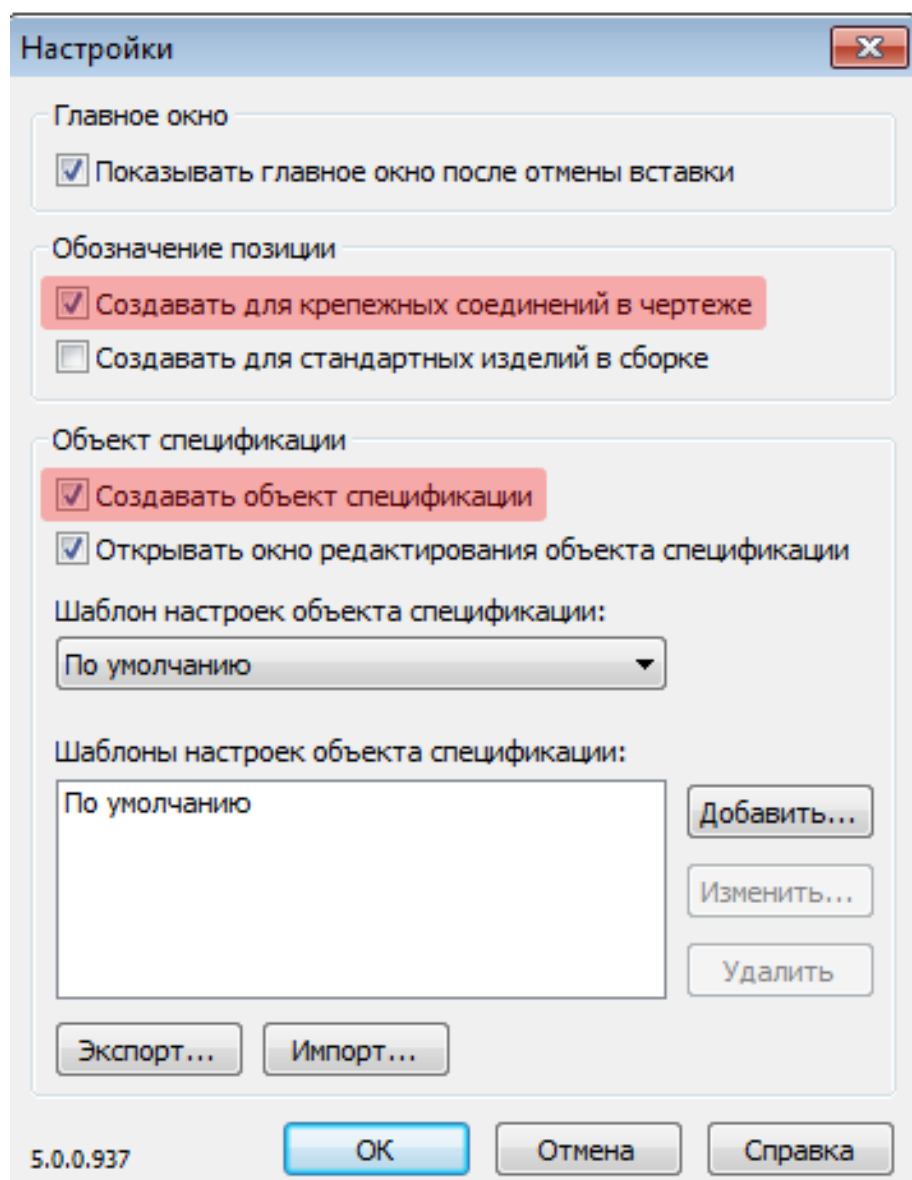 Настройки
Главное окно
Показывать главное окно после отмены вставки
Обозначение позиции
Создавать для крепежных соединений в чертеже
Создавать для стандартных изделий в сборке
Объект спецификации
Создавать объект спецификации
Открывать окно редактирования объекта спецификации
Шаблон настроек объекта спецификации:
По умолчанию
Шаблоны настроек объекта спецификации:
По умолчанию
Добавить...
Изменить...
Удалить
Экспорт... Импорт...
5.0.0.937 ОК Отмена Справка